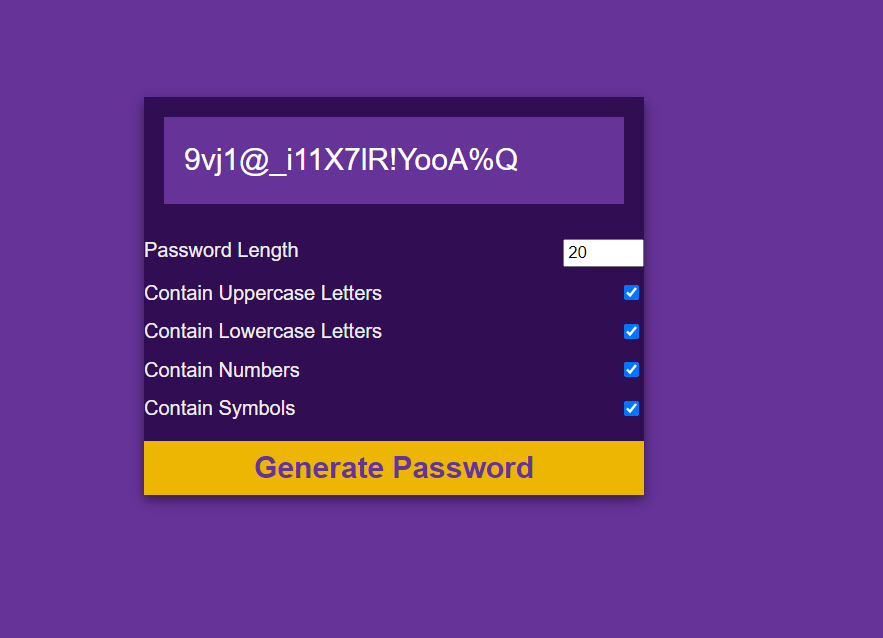 9vj1@_i11X7lR!YooA%Q
Password Length
20
Contain Uppercase Letters
Contain Lowercase Letters
Contain Numbers
Contain Symbols
Generate Password